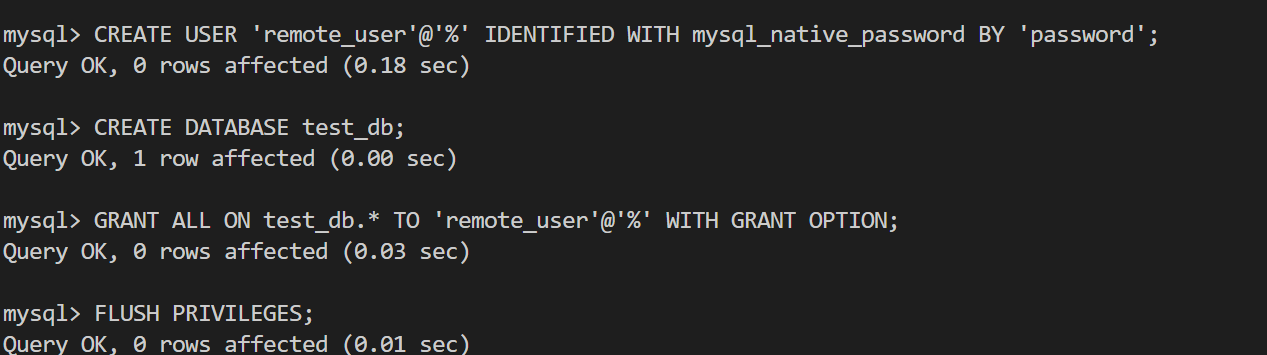 mysql> CREATE USER 'remote_user'@'%' IDENTIFIED WITH mysql_native_password BY 'password';
Query OK, 0 rows affected (0.18 sec)
mysql> CREATE DATABASE test_db;
Query OK, 1 row affected (0.00 sec)
mysql> GRANT ALL ON test_db.* TO 'remote_user'@'%' WITH GRANT OPTION;
Query OK, 0 rows affected (0.03 sec)
mysql> FLUSH PRIVILEGES;
Query OK, 0 rows affected (0.01 sec)